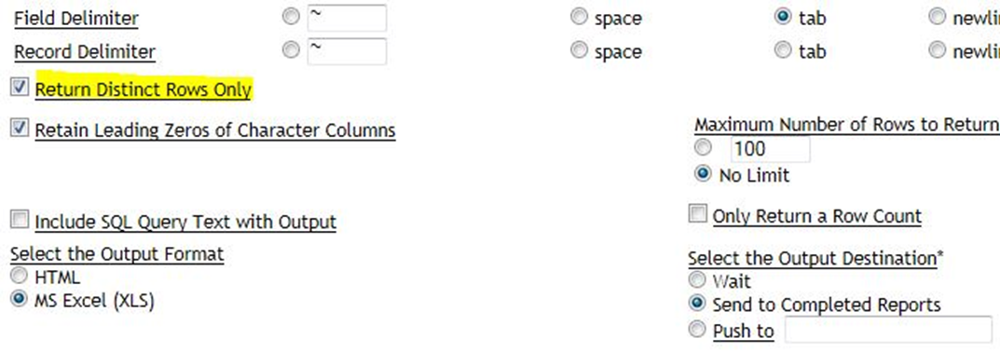 Field Delimiter ~ space tab newli
Record Delimiter ~ space tab newli
Return Distinct Rows Only
Retain Leading Zeros of Character Columns
Maximum Number of Rows to Return
100
No Limit
Include SQL Query Text with Output
Only Return a Row Count
Select the Output Format
HTML
MS Excel (XLS)
Select the Output Destination*
Wait
Send to Completed Reports
Push to